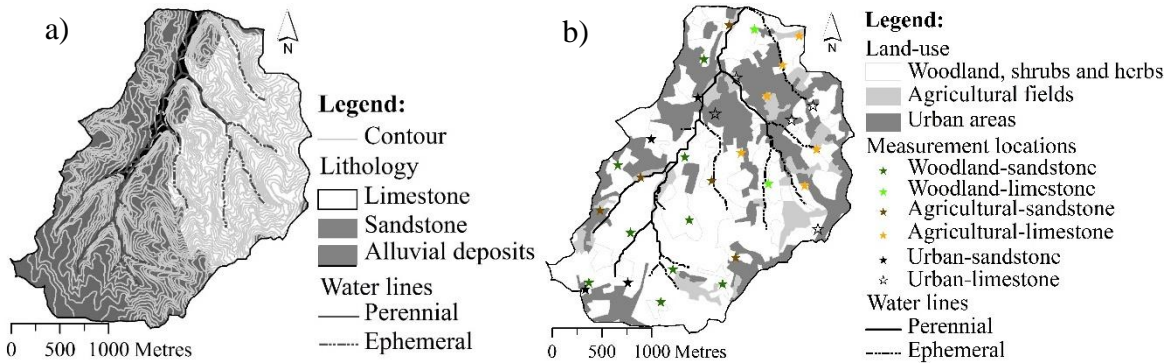 a)
N
Legend:
Contour
Lithology
Limestone
Sandstone
Alluvial deposits
Water lines
Perennial
Ephemeral
0 500 1000 Metres
b)
N
Legend:
Land-use
Woodland, shrubs and herbs
Agricultural fields
Urban areas
Measurement locations
Woodland-sandstone
Woodland-limestone
Agricultural-sandstone
Agricultural-limestone
Urban-sandstone
Urban-limestone
Water lines
Perennial
Ephemeral
0 500 1000 Metres